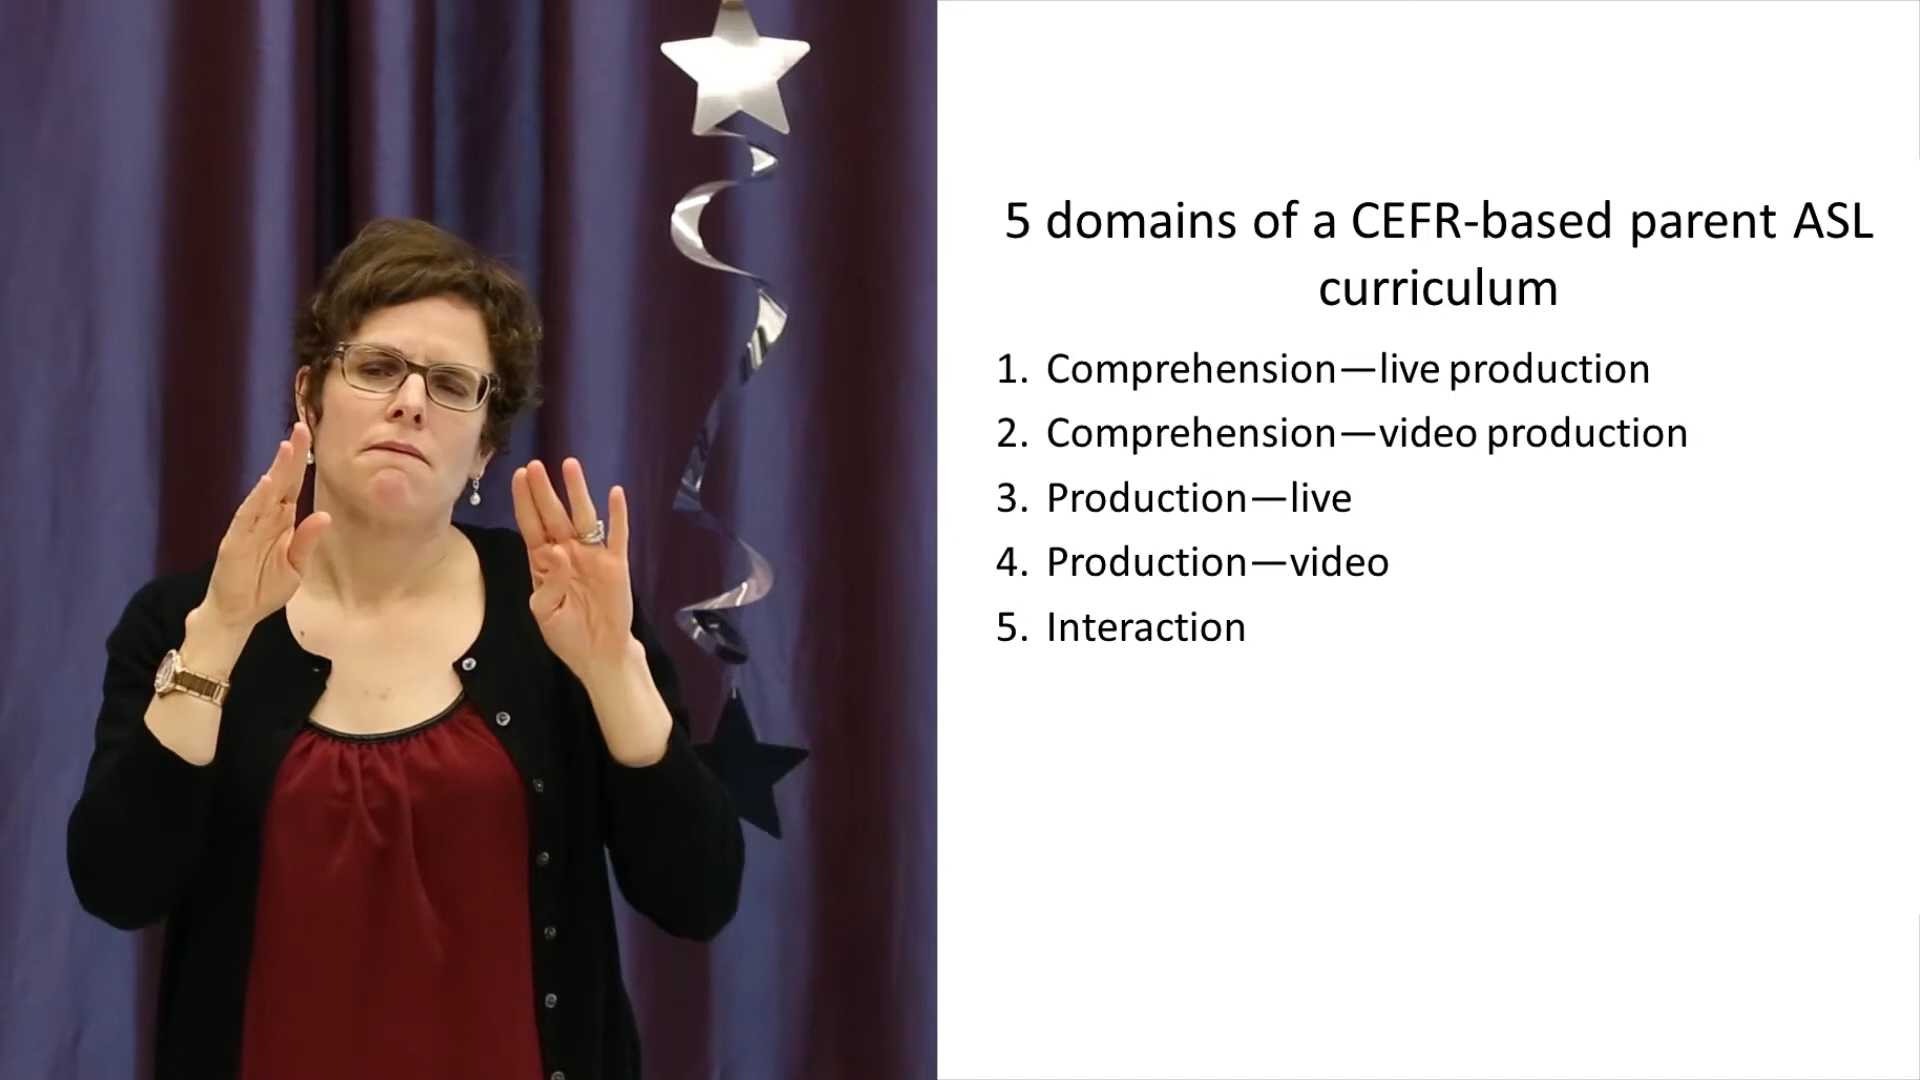 5 domains of a CEFR-based parent ASL
curriculum
1. Comprehension—live production
2. Comprehension—video production
3. Production—live
4. Production—video
5. Interaction